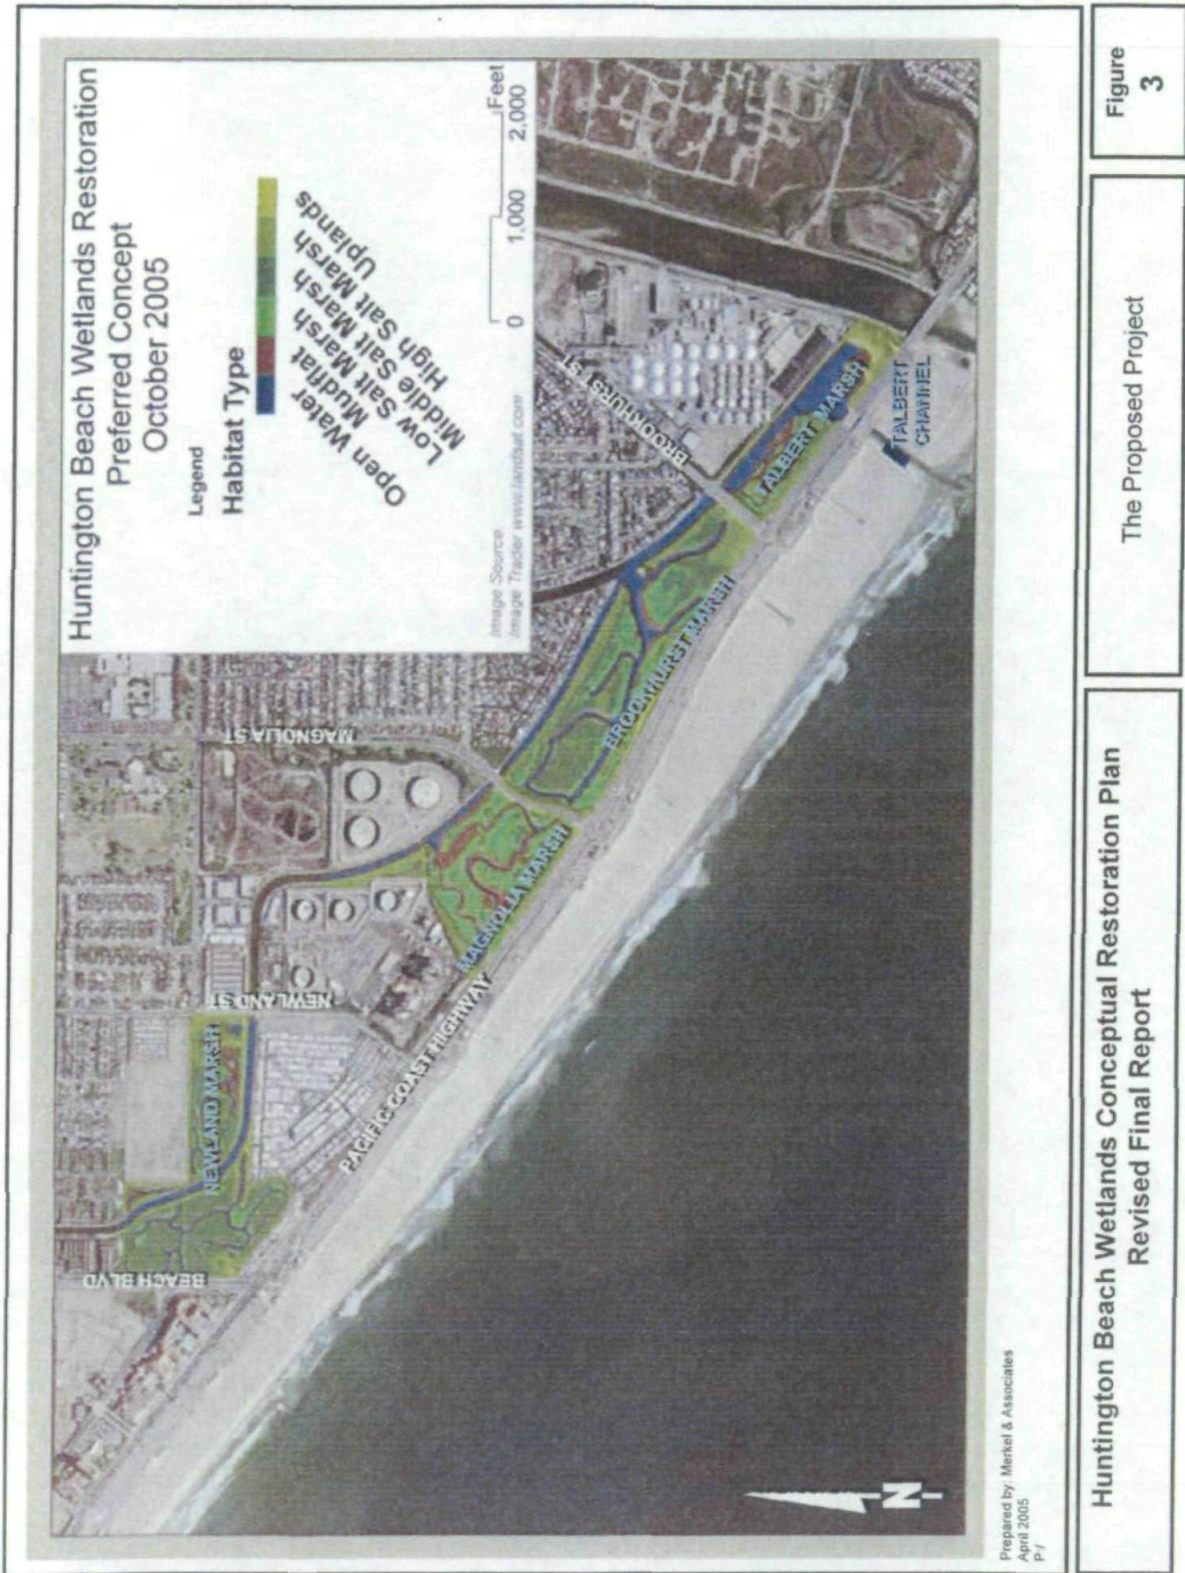 Huntington Beach Wetlands Restoration
Preferred Concept
October 2005
Legend
Habitat Type
Open Water
Mudflat
Low Salt Marsh
Middle Salt Marsh
High Salt Marsh
Uplands
0 1,000 2,000 Feet
Image Source:
Image Trader www.landsat.com
BEACH BLVD
NEWLAND MARSH
NEWLAND ST
MAGNOLIA ST
PACIFIC COAST HIGHWAY
MAGNOLIA MARSH
BROOKHURST MARSH
BROOKHURST ST
TALBERT MARSH
TALBERT
CHANNEL
N
Prepared by: Merkel & Associates
April 2005
P:/
Huntington Beach Wetlands Conceptual Restoration Plan
Revised Final Report
The Proposed Project
Figure
3